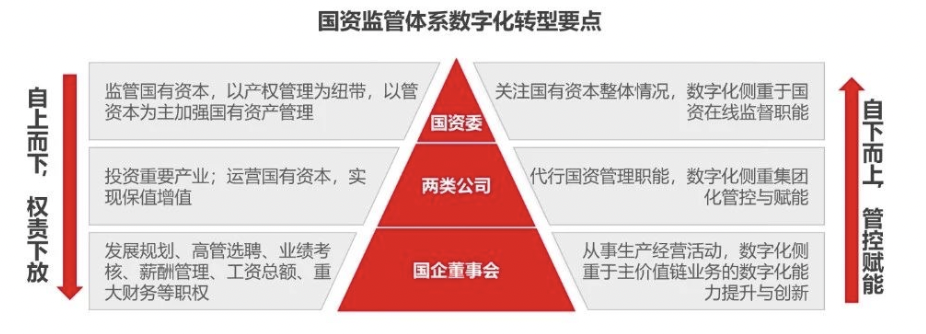 国资监管体系数字化转型要点
自上而下，权责下放
监管国有资本，以产权管理为纽带，以管
资本为主加强国有资产管理
国资委
关注国有资本整体情况，数字化侧重于国
资在线监督职能
投资重要产业；运营国有资本，实
现保值增值
两类公司
代行国资管理职能，数字化侧重集团
化管控与赋能
发展规划、高管选聘、业绩考
核、薪酬管理、工资总额、重
大财务等职权
国企董事会
从事生产经营活动，数字化侧
重于主价值链业务的数字化能
力提升与创新
自下而上，管控赋能